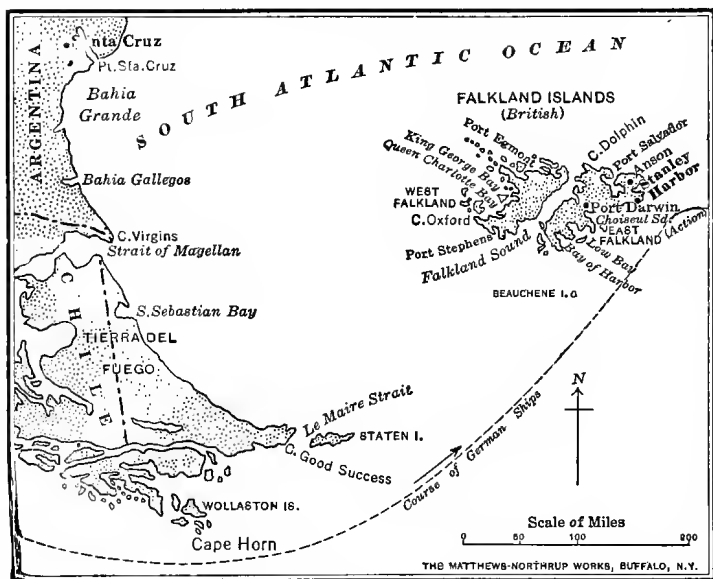 nta Cruz
Pt. Sta. Cruz
Bahia
Grande
ARGENTINA
SOUTH ATLANTIC OCEAN
Bahia Gallegos
C. Virgins
Strait of Magellan
CHILE
S. Sebastian Bay
TIERRA DEL
FUEGO
Le Maire Strait
STATEN I.
C. Good Success
WOLLASTON IS.
Cape Horn
FALKLAND ISLANDS
(British)
Port Egmont
King George Bay
Queen Charlotte Bay
WEST
FALKLAND
C. Oxford
Port Stephens
Falkland Sound
C. Dolphin
Port Salvador
Anson
Stanley
Harbor
Port Darwin
Choiseul Sd.
EAST
FALKLAND
(Action)
Low Bay
Bay of Harbor
BEAUCHENE I.
Course of German Ships
N
Scale of Miles
0 50 100 200
THE MATTHEWS-NORTHRUP WORKS, BUFFALO, N.Y.